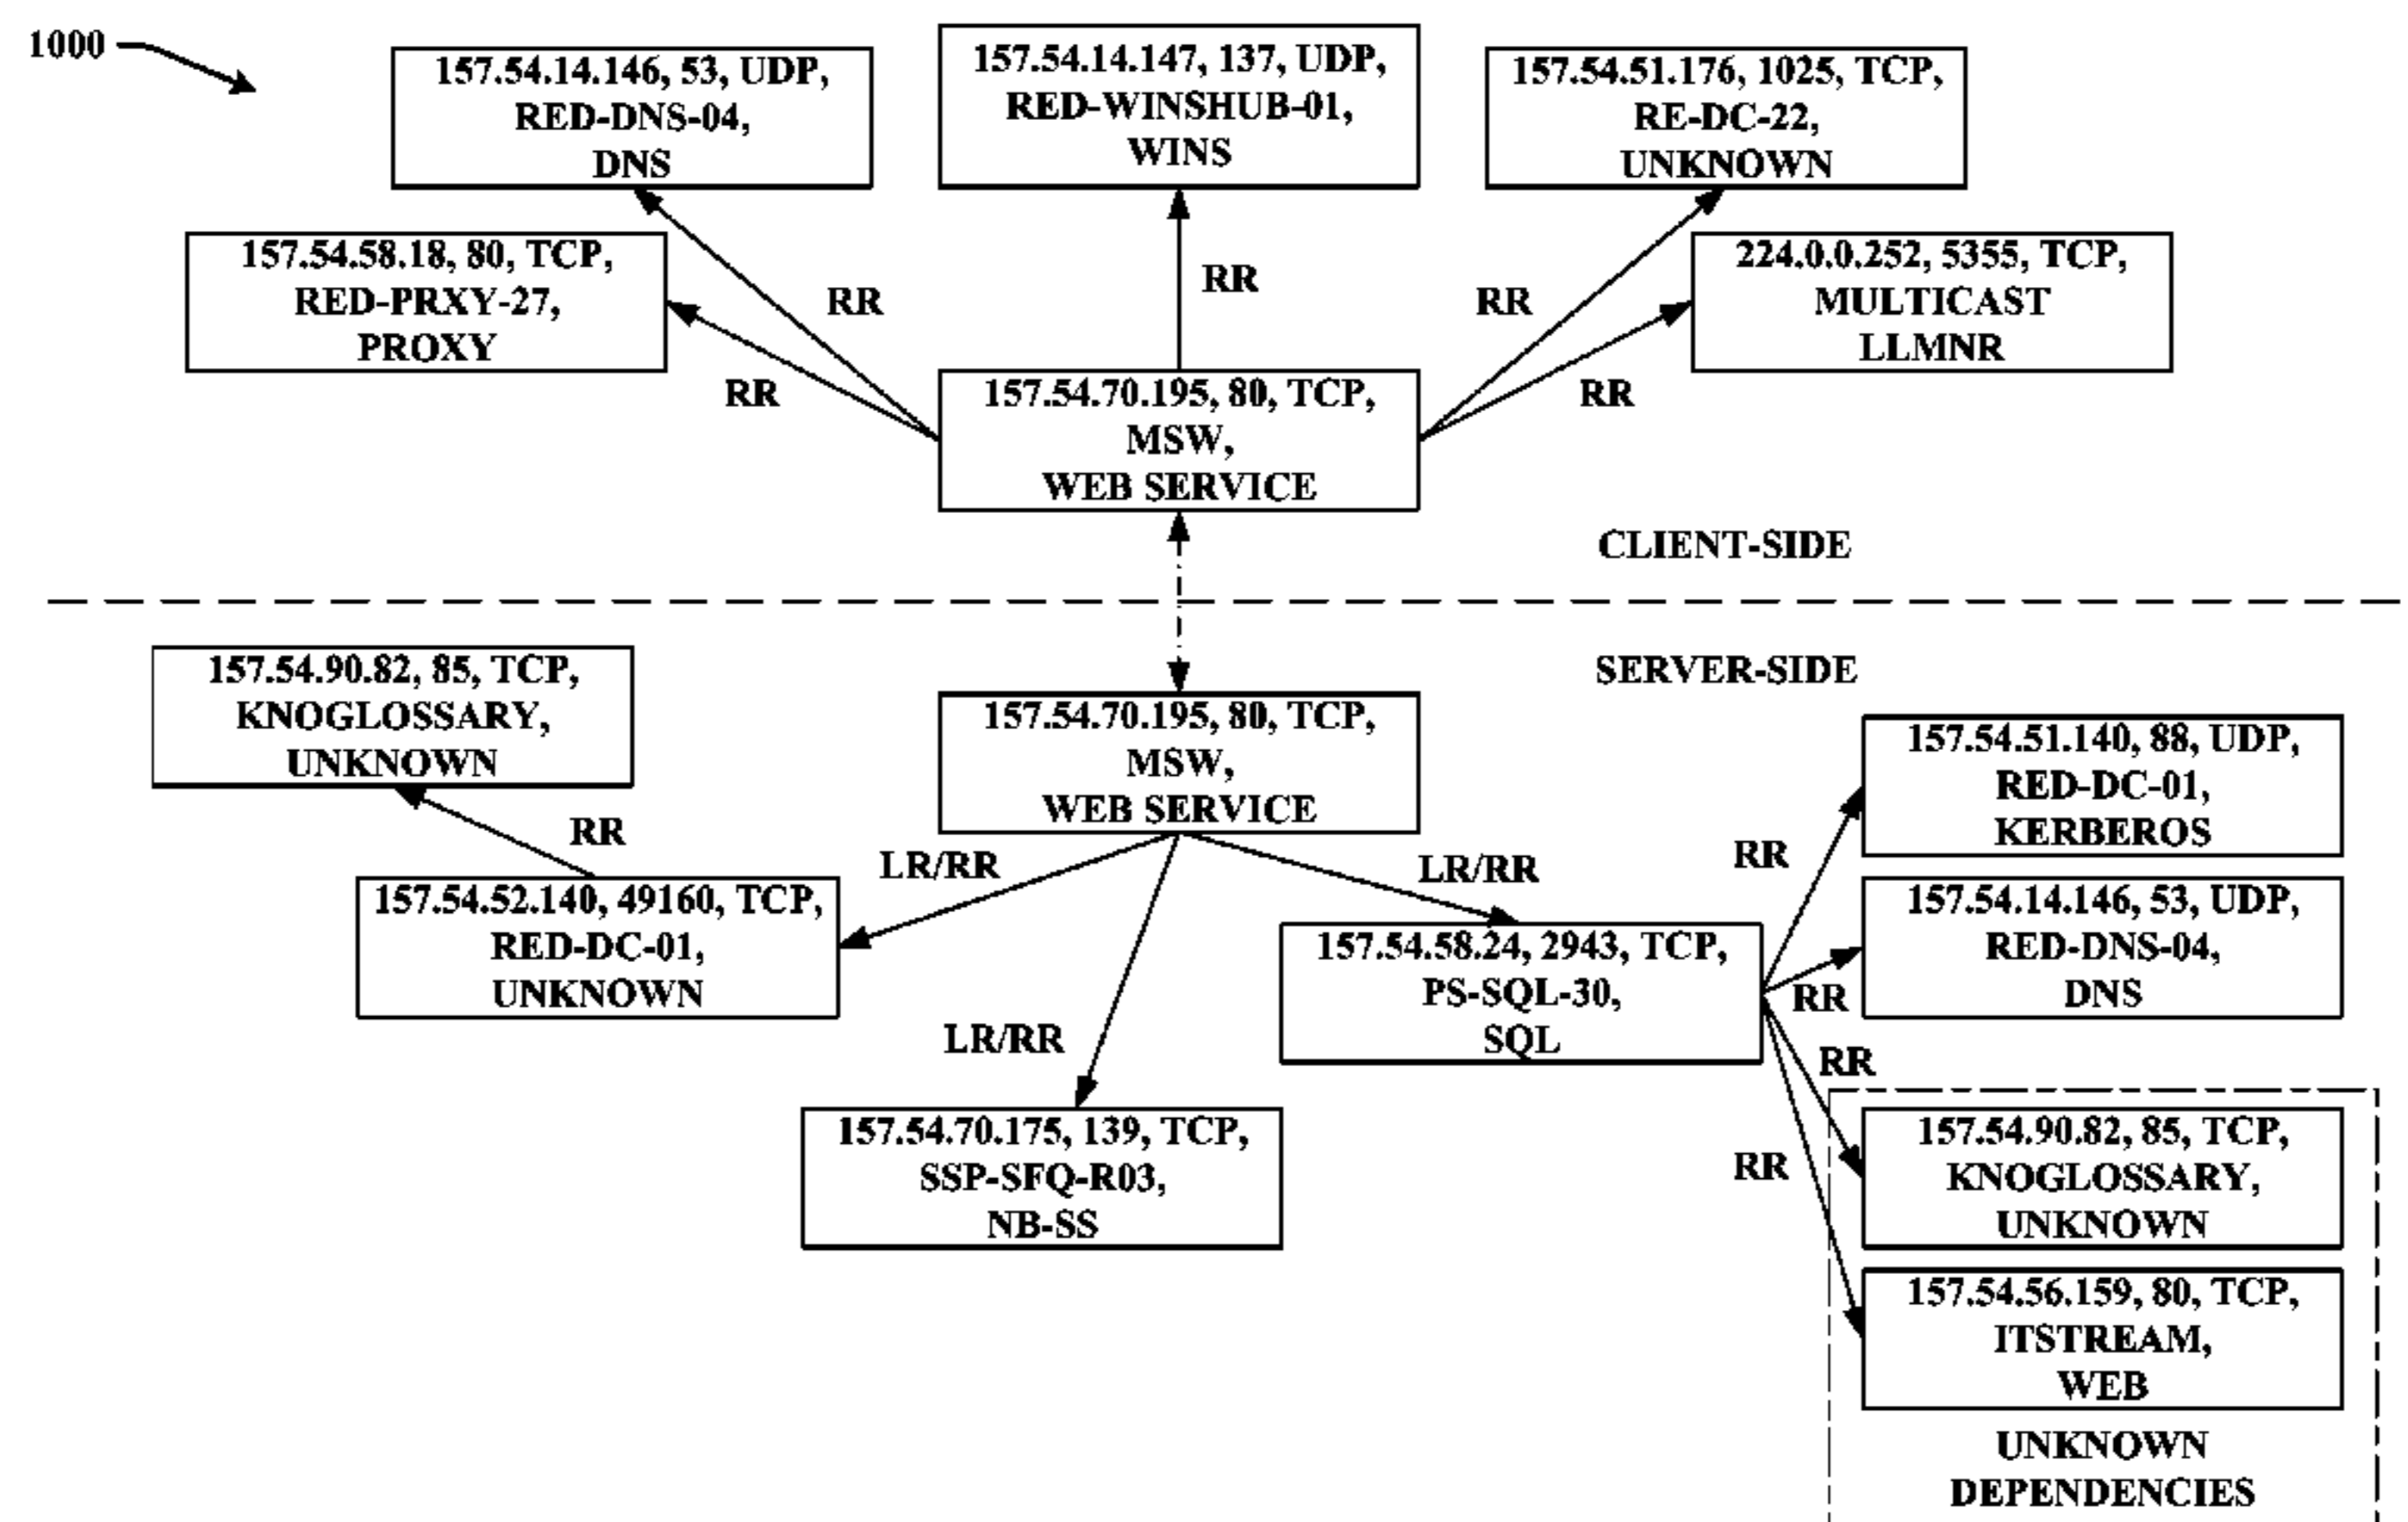 1000
157.54.14.146, 53, UDP,
RED-DNS-04,
DNS
157.54.14.147, 137, UDP,
RED-WINSHUB-01,
WINS
157.54.51.176, 1025, TCP,
RE-DC-22,
UNKNOWN
157.54.58.18, 80, TCP,
RED-PRXY-27,
PROXY
224.0.0.252, 5355, TCP,
MULTICAST
LLMNR
RR
RR
RR
RR
RR
157.54.70.195, 80, TCP,
MSW,
WEB SERVICE
CLIENT-SIDE
SERVER-SIDE
157.54.90.82, 85, TCP,
KNOGLOSSARY,
UNKNOWN
157.54.70.195, 80, TCP,
MSW,
WEB SERVICE
157.54.51.140, 88, UDP,
RED-DC-01,
KERBEROS
RR
LR/RR
LR/RR
RR
157.54.52.140, 49160, TCP,
RED-DC-01,
UNKNOWN
157.54.58.24, 2943, TCP,
PS-SQL-30,
SQL
157.54.14.146, 53, UDP,
RED-DNS-04,
DNS
RR
LR/RR
RR
RR
157.54.70.175, 139, TCP,
SSP-SFQ-R03,
NB-SS
157.54.90.82, 85, TCP,
KNOGLOSSARY,
UNKNOWN
157.54.56.159, 80, TCP,
ITSTREAM,
WEB
UNKNOWN
DEPENDENCIES